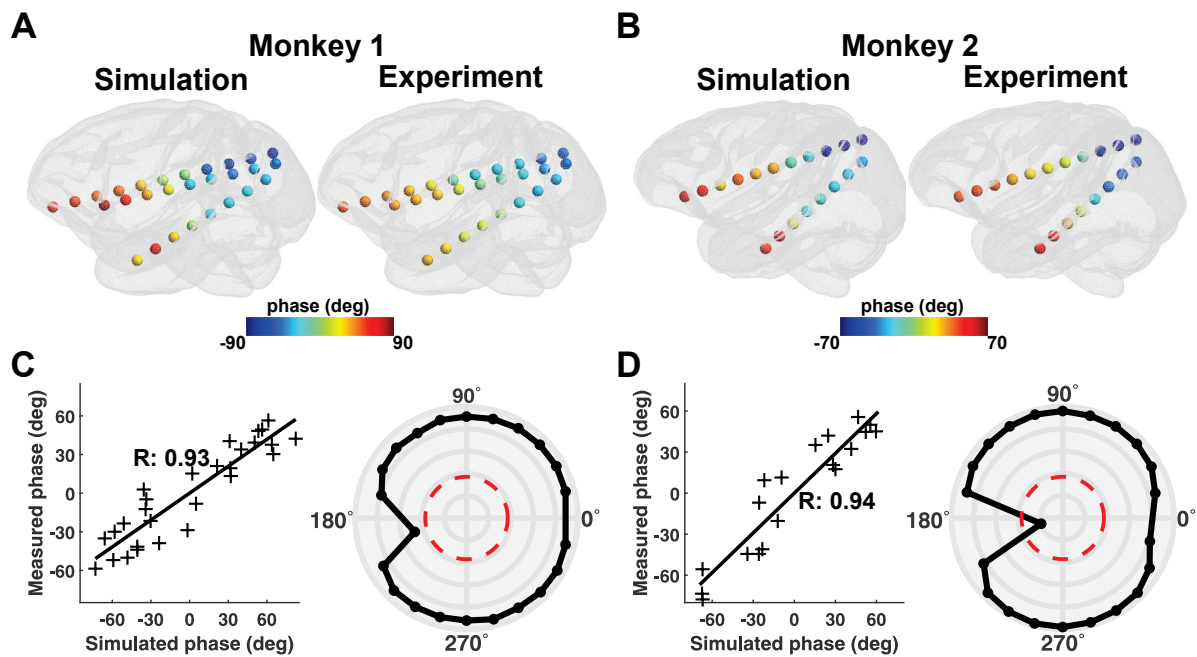 A
Monkey 1
Simulation
Experiment
phase (deg)
-90
90
B
Monkey 2
Simulation
Experiment
phase (deg)
-70
70
C
Measured phase (deg)
60
30
0
-30
-60
R: 0.93
-60 -30 0 30 60
Simulated phase (deg)
90°
180°
0°
270°
D
Measured phase (deg)
60
30
0
-30
-60
R: 0.94
-60 -30 0 30 60
Simulated phase (deg)
90°
180°
0°
270°